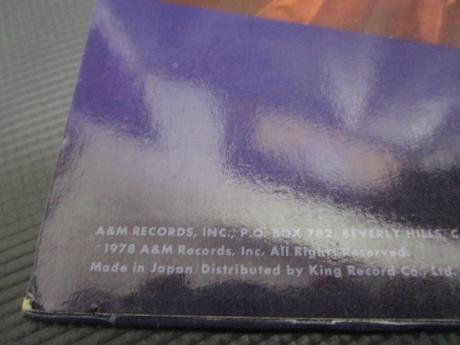 A&M RECORDS, INC., P.O. BOX 782, BEVERLY HILLS, C
©1978 A&M Records, Inc. All Rights Reserved.
Made in Japan/Distributed by King Record Co., Ltd.